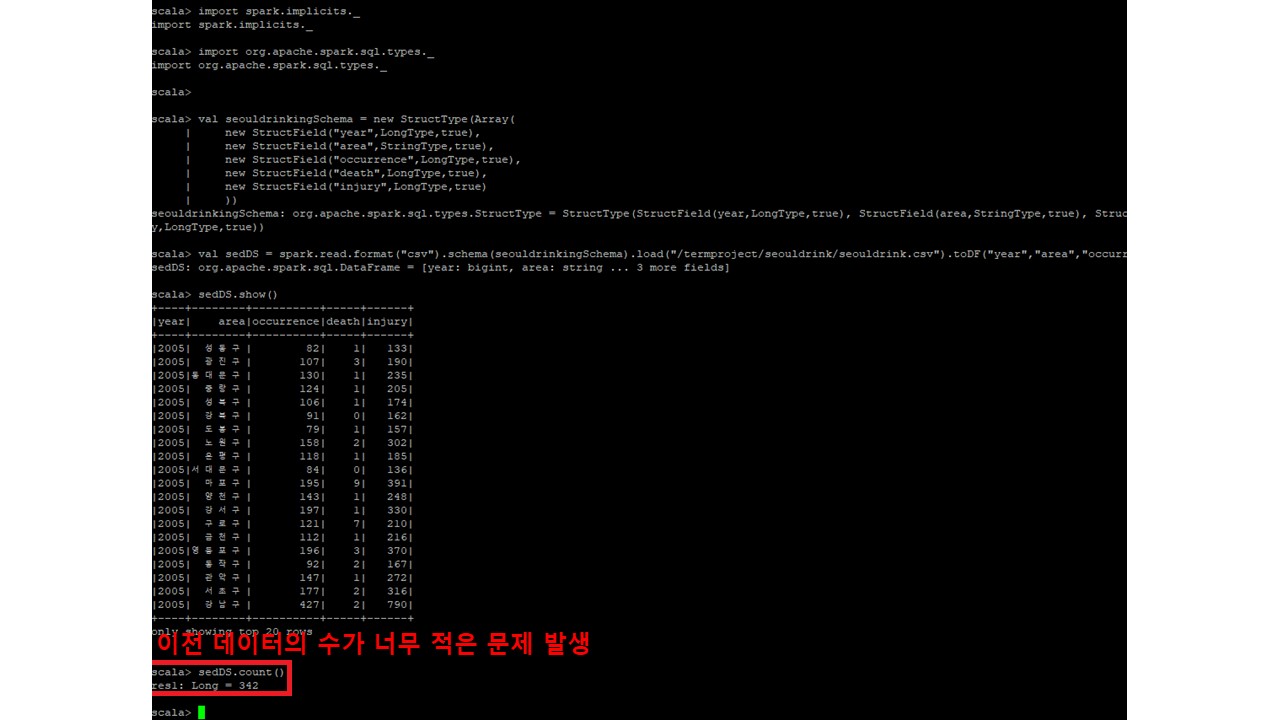 scala> import spark.implicits._
import spark.implicits._
scala> import org.apache.spark.sql.types._
import org.apache.spark.sql.types._
scala>
scala> val seouldrinkingSchema = new StructType(Array(
| new StructField("year",LongType,true),
| new StructField("area",StringType,true),
| new StructField("occurrence",LongType,true),
| new StructField("death",LongType,true),
| new StructField("injury",LongType,true)
| ))
seouldrinkingSchema: org.apache.spark.sql.types.StructType = StructType(StructField(year,LongType,true), StructField(area,StringType,true), Struc
y,LongType,true))
scala> val sedDS = spark.read.format("csv").schema(seouldrinkingSchema).load("/termproject/seouldrink/seouldrink.csv").toDF("year","area","occurr
sedDS: org.apache.spark.sql.DataFrame = [year: bigint, area: string ... 3 more fields]
scala> sedDS.show()
+----+--------+----------+-----+------+
|year|    area|occurrence|death|injury|
+----+--------+----------+-----+------+
|2005| 성동구 | 82| 1| 133|
|2005| 광진구 | 107| 3| 190|
|2005|동대문구 | 130| 1| 235|
|2005| 중랑구 | 124| 1| 205|
|2005| 성북구 | 106| 1| 174|
|2005| 강북구 | 91| 0| 162|
|2005| 도봉구 | 79| 1| 157|
|2005| 노원구 | 158| 2| 302|
|2005| 은평구 | 118| 1| 185|
|2005|서대문구 | 84| 0| 136|
|2005| 마포구 | 195| 9| 391|
|2005| 양천구 | 143| 1| 248|
|2005| 강서구 | 197| 1| 330|
|2005| 구로구 | 121| 7| 210|
|2005| 금천구 | 112| 1| 216|
|2005|영등포구 | 196| 3| 370|
|2005| 동작구 | 92| 2| 167|
|2005| 관악구 | 147| 1| 272|
|2005| 서초구 | 177| 2| 316|
|2005| 강남구 | 427| 2| 790|
+----+--------+----------+-----+------+
only showing top 20 rows
이전 데이터의 수가 너무 적은 문제 발생
scala> sedDS.count()
res1: Long = 342
scala>